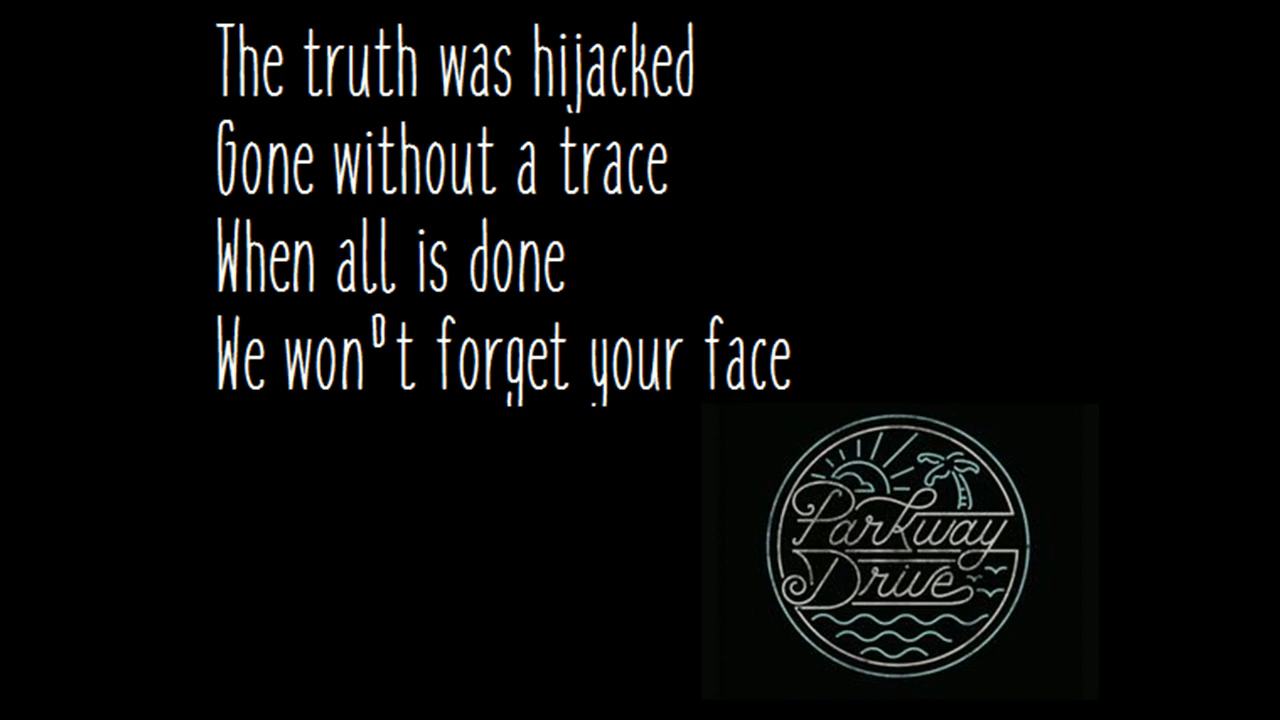 The truth was hijacked
Gone without a trace
When all is done
We won't forget your face
Parkway
Drive